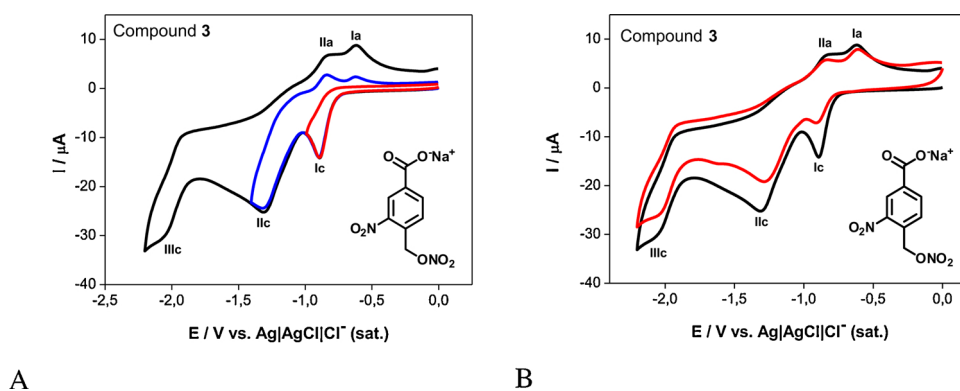 Compound 3
10
0
-10
-20
-30
-40
I / μA
IIa
Ia
Ic
IIc
IIIc
O
O⁻Na⁺
O₂N
ONO₂
-2,5
-2,0
-1,5
-1,0
-0,5
0,0
E / V vs. Ag|AgCl|Cl⁻ (sat.)
A
Compound 3
10
0
-10
-20
-30
-40
I / μA
IIa
Ia
Ic
IIc
IIIc
O
O⁻Na⁺
O₂N
ONO₂
-2,0
-1,5
-1,0
-0,5
0,0
E / V vs. Ag|AgCl|Cl⁻ (sat.)
B